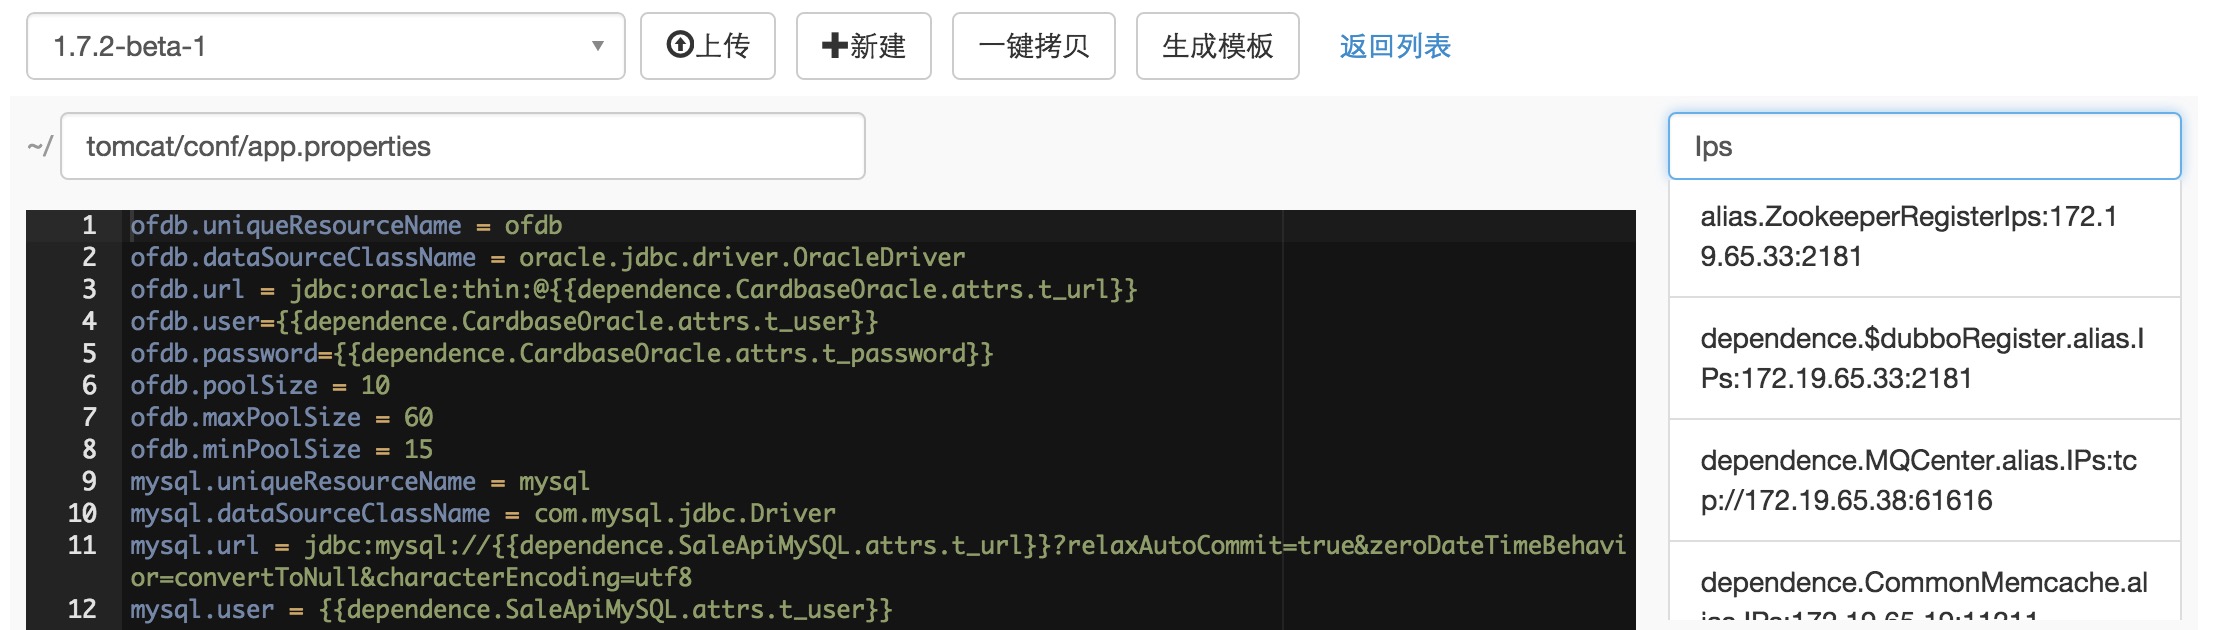 1.7.2-beta-1 上传 新建 一键拷贝 生成模板 返回列表
~/ tomcat/conf/app.properties
1 ofdb.uniqueResourceName = ofdb
2 ofdb.dataSourceClassName = oracle.jdbc.driver.OracleDriver
3 ofdb.url = jdbc:oracle:thin:@{{dependence.CardbaseOracle.attrs.t_url}}
4 ofdb.user={{dependence.CardbaseOracle.attrs.t_user}}
5 ofdb.password={{dependence.CardbaseOracle.attrs.t_password}}
6 ofdb.poolSize = 10
7 ofdb.maxPoolSize = 60
8 ofdb.minPoolSize = 15
9 mysql.uniqueResourceName = mysql
10 mysql.dataSourceClassName = com.mysql.jdbc.Driver
11 mysql.url = jdbc:mysql://{{dependence.SaleApiMySQL.attrs.t_url}}?relaxAutoCommit=true&zeroDateTimeBehavi
or=convertToNull&characterEncoding=utf8
12 mysql.user = {{dependence.SaleApiMySQL.attrs.t_user}}
Ips
alias.ZookeeperRegisterIps:172.1
9.65.33:2181
dependence.$dubboRegister.alias.I
Ps:172.19.65.33:2181
dependence.MQCenter.alias.IPs:tc
p://172.19.65.38:61616
dependence.CommonMemcache.al